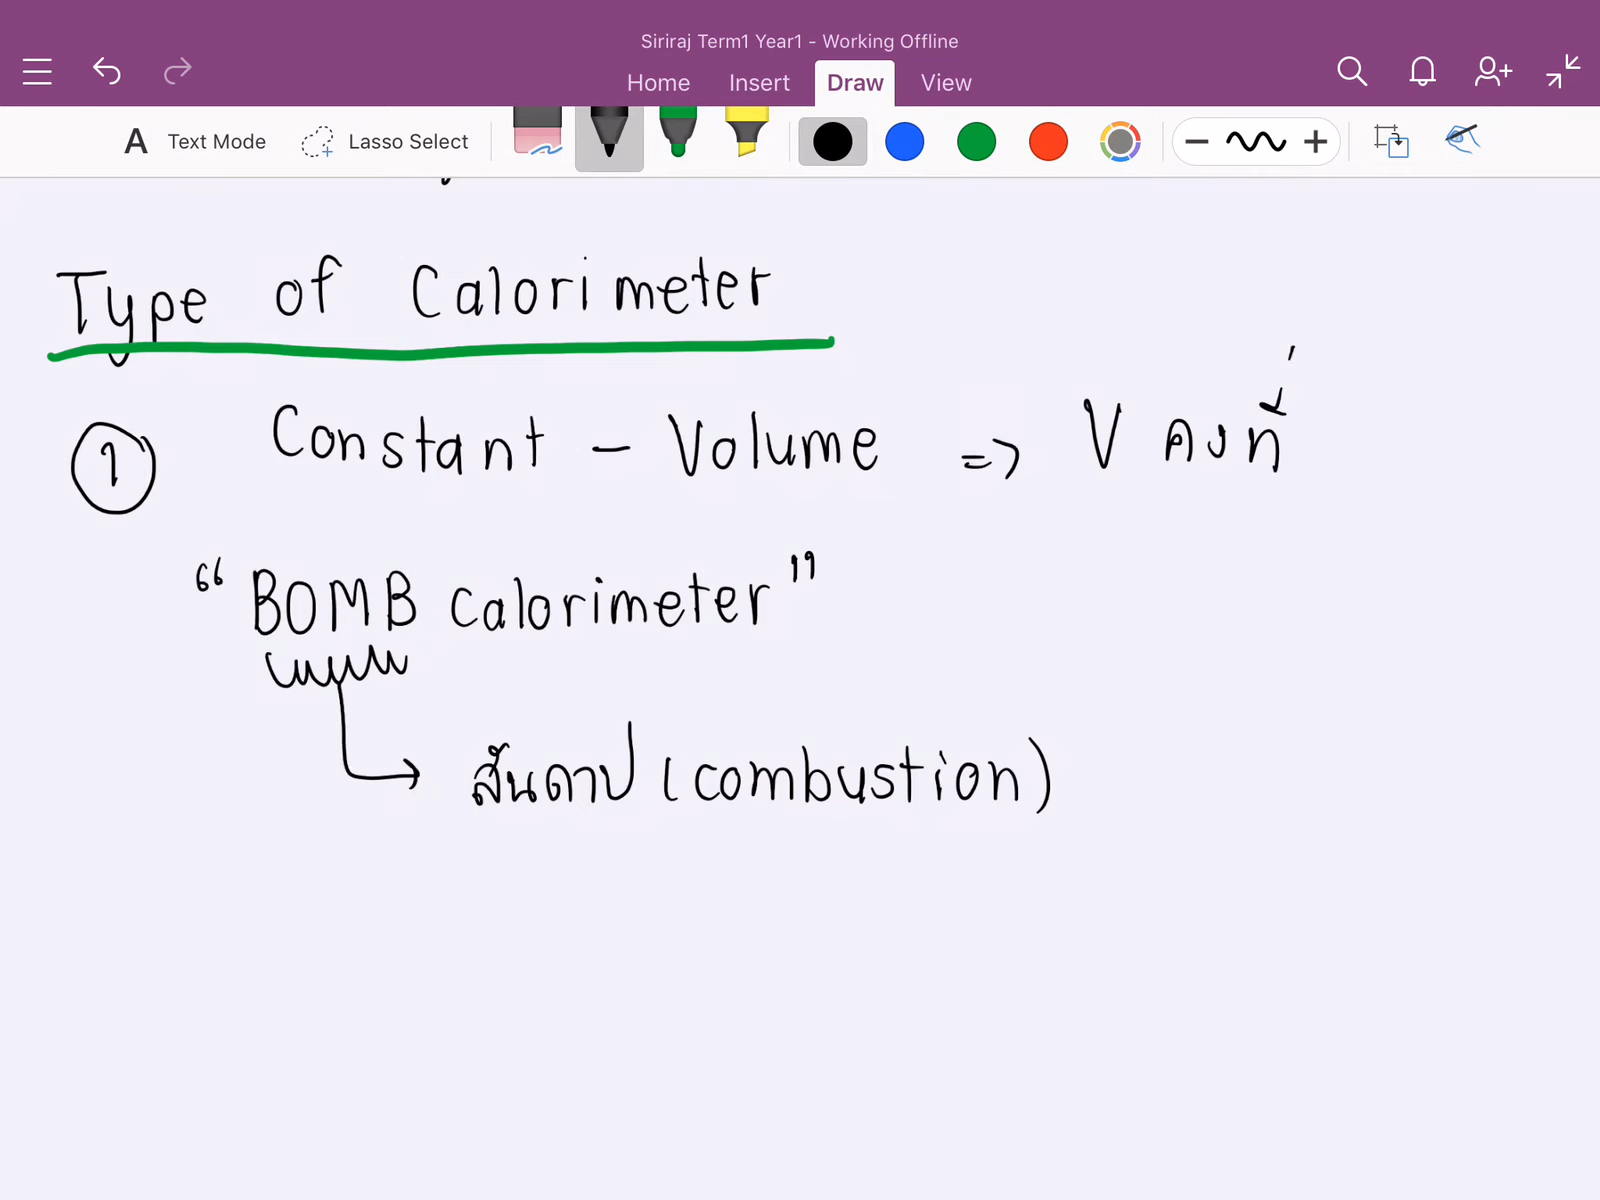 Siriraj Term1 Year1 - Working Offline
Home Insert Draw View
A Text Mode Lasso Select
Type of Calorimeter
1 Constant - Volume => V คงที่
"BOMB calorimeter"
สันดาป (combustion)